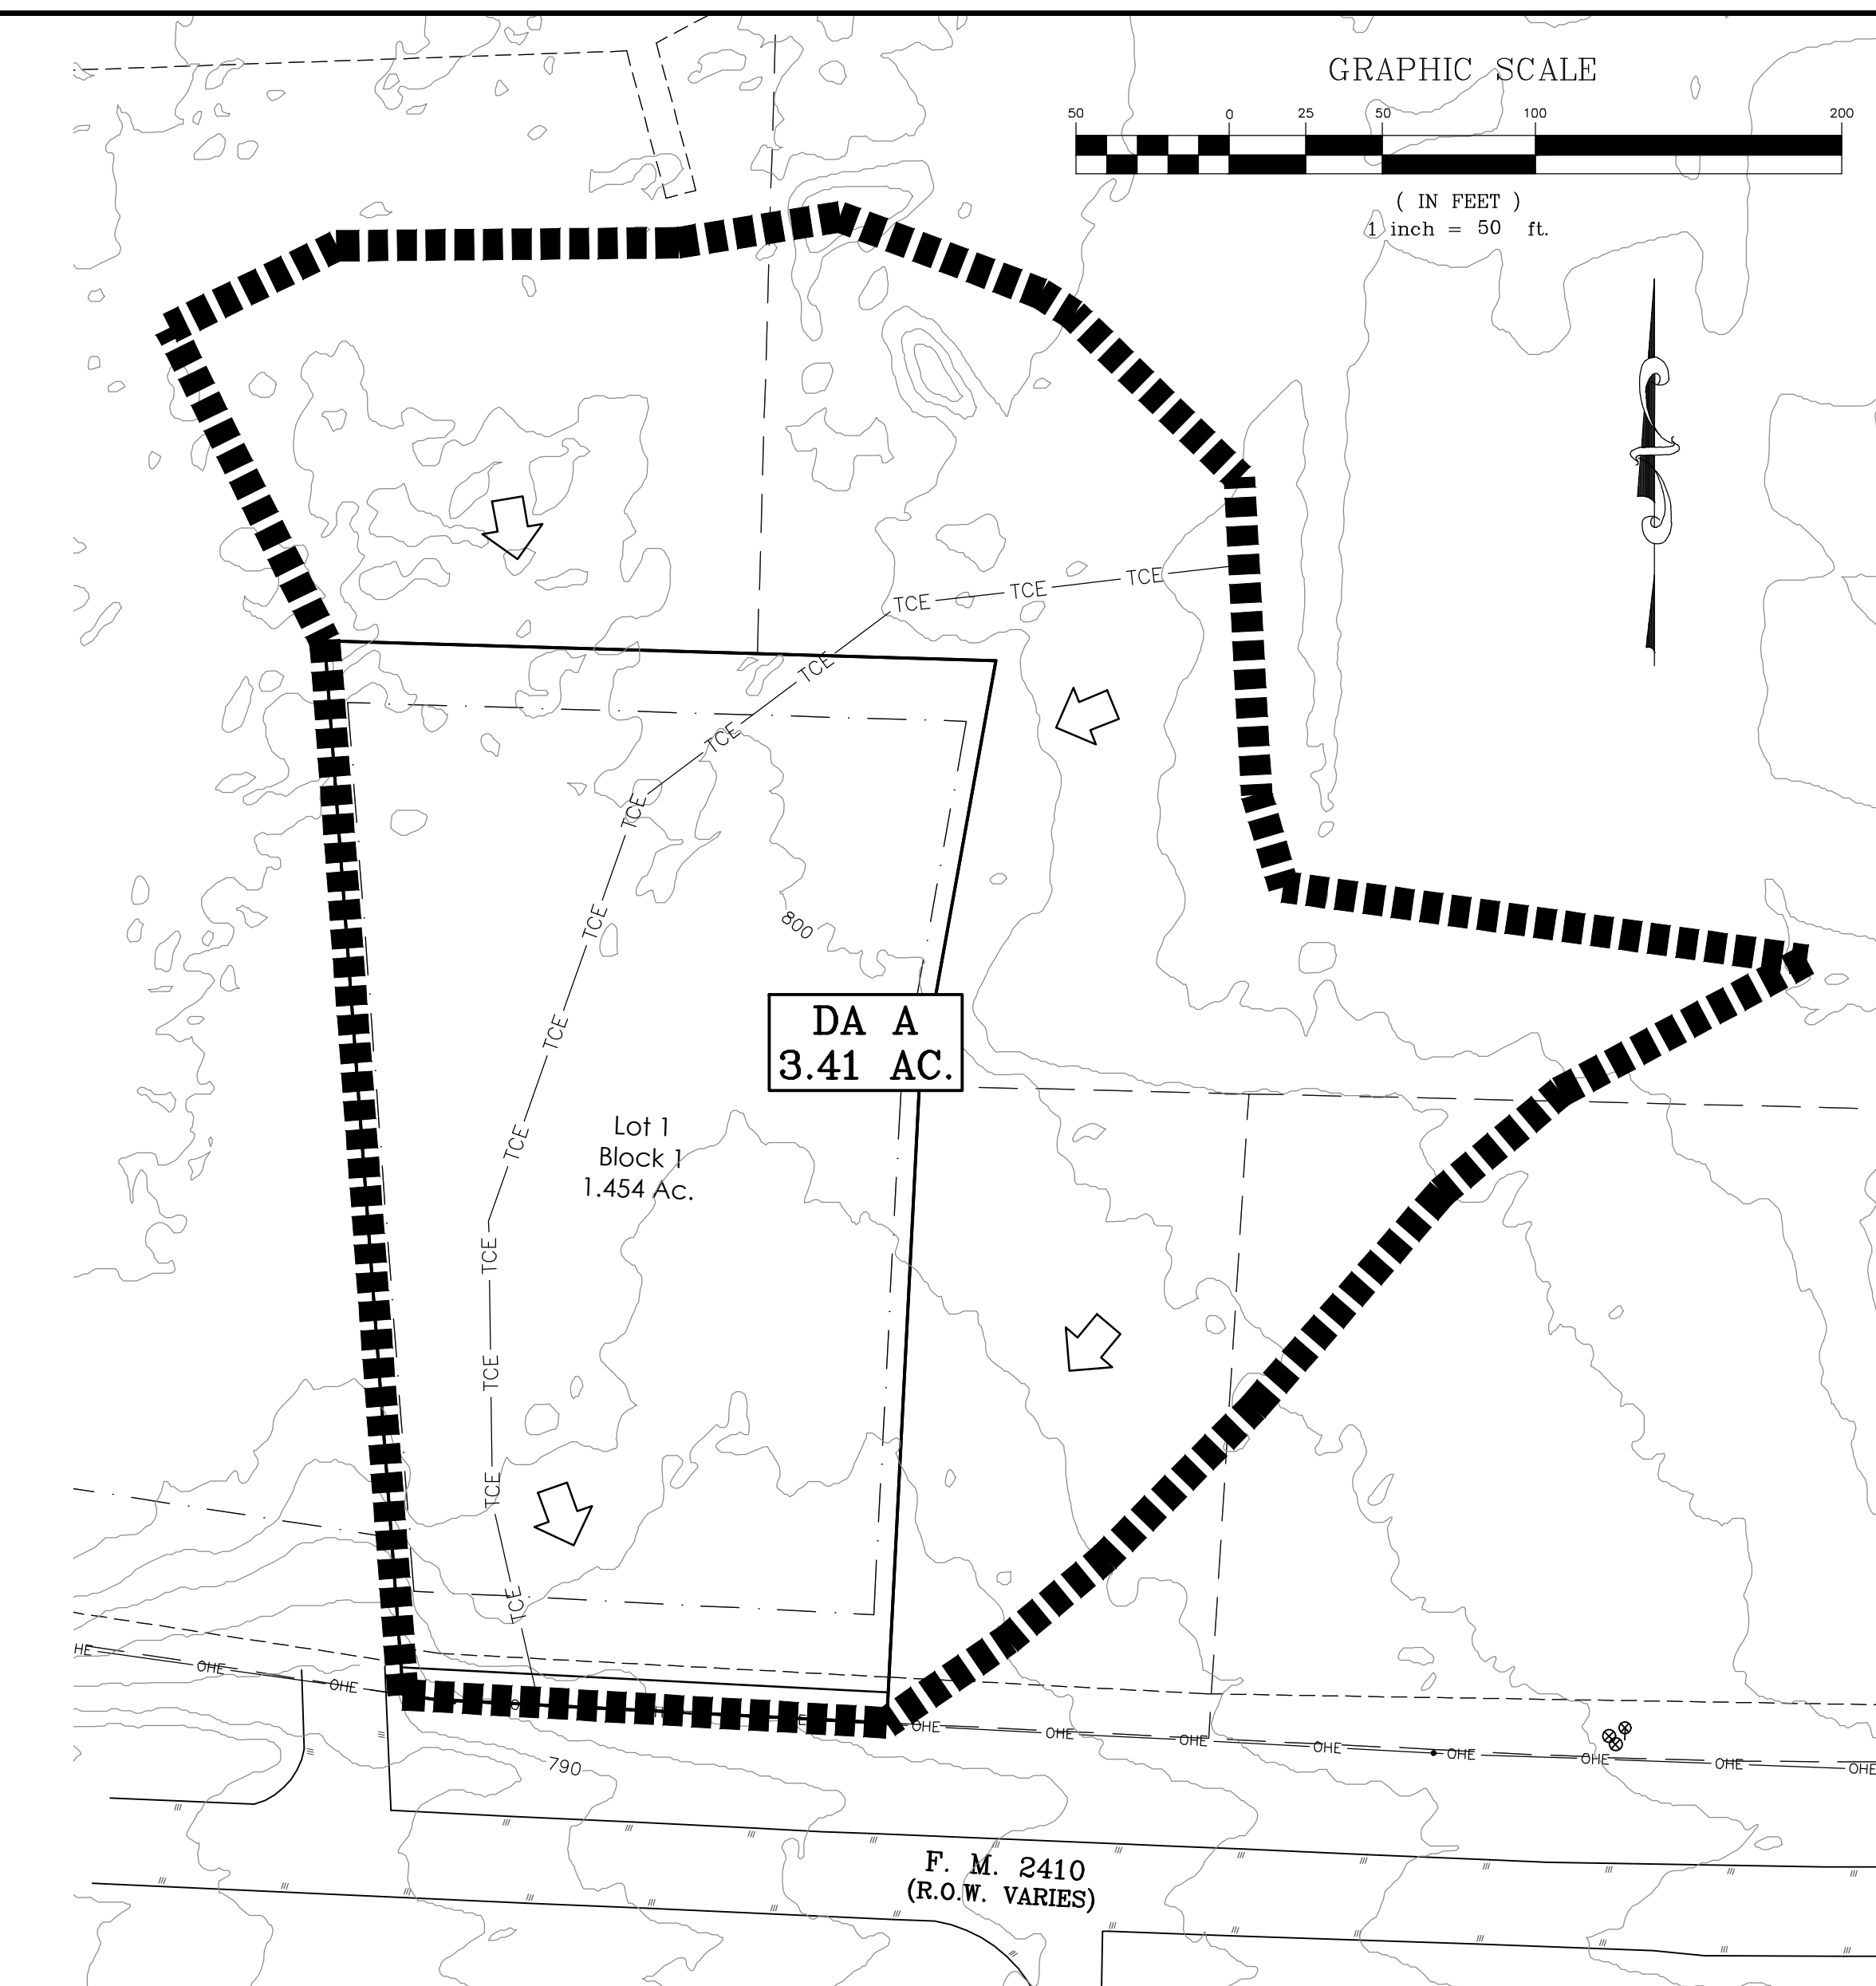 GRAPHIC SCALE
50 0 25 50 100 200
( IN FEET )
1 inch = 50 ft.
TCE TCE TCE
TCE
TCE
TCE
TCE
800
DA A
3.41 AC.
TCE
Lot 1
Block 1
1.454 Ac.
TCE
TCE
TCE
TCE
TCE
HE OHE OHE
OHE OHE OHE OHE OHE OHE OHE OHE
790
F. M. 2410
(R.O.W. VARIES)